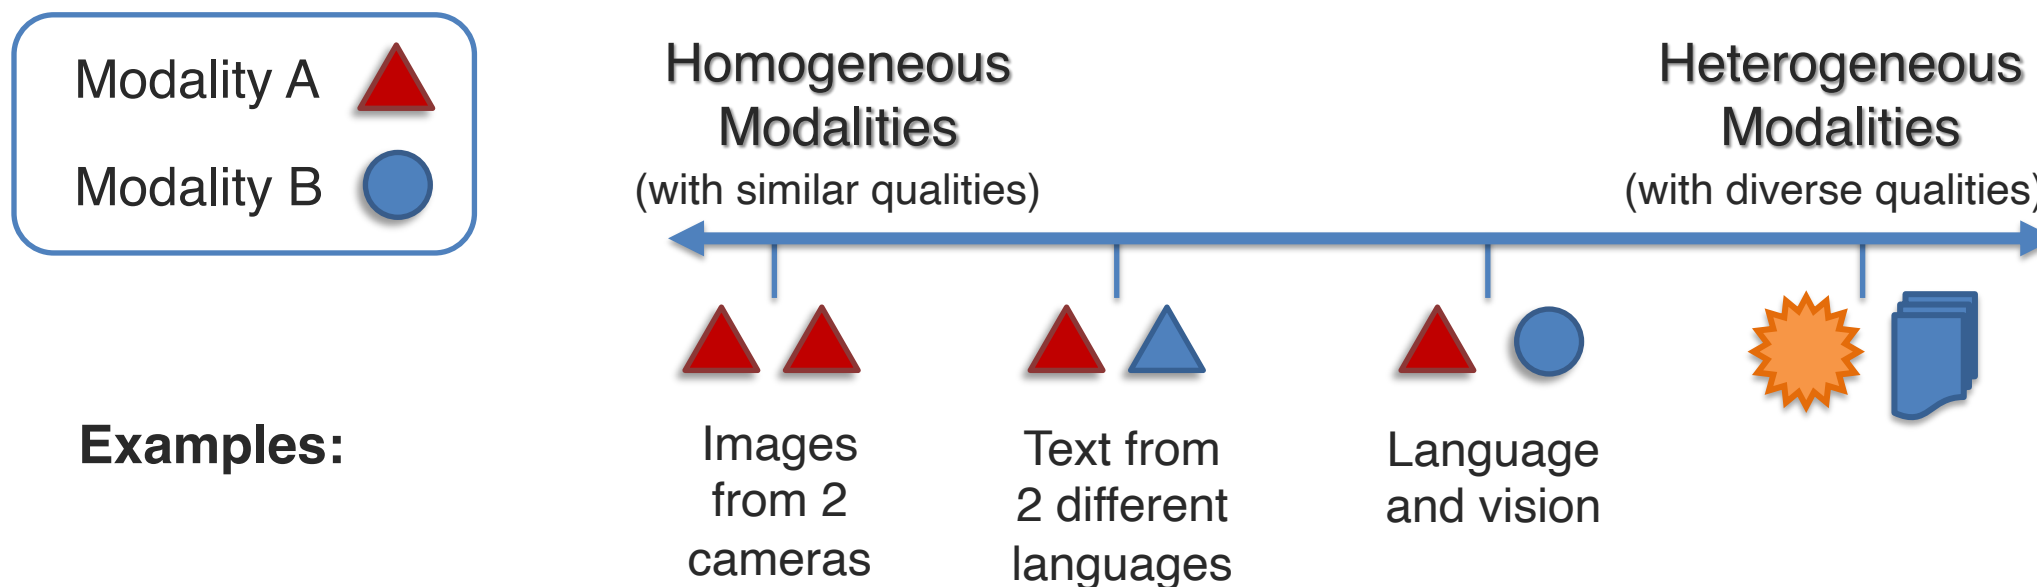 Modality A
Modality B
Homogeneous
Modalities
(with similar qualities)
Heterogeneous
Modalities
(with diverse qualities)
Examples:
Images
from 2
cameras
Text from
2 different
languages
Language
and vision